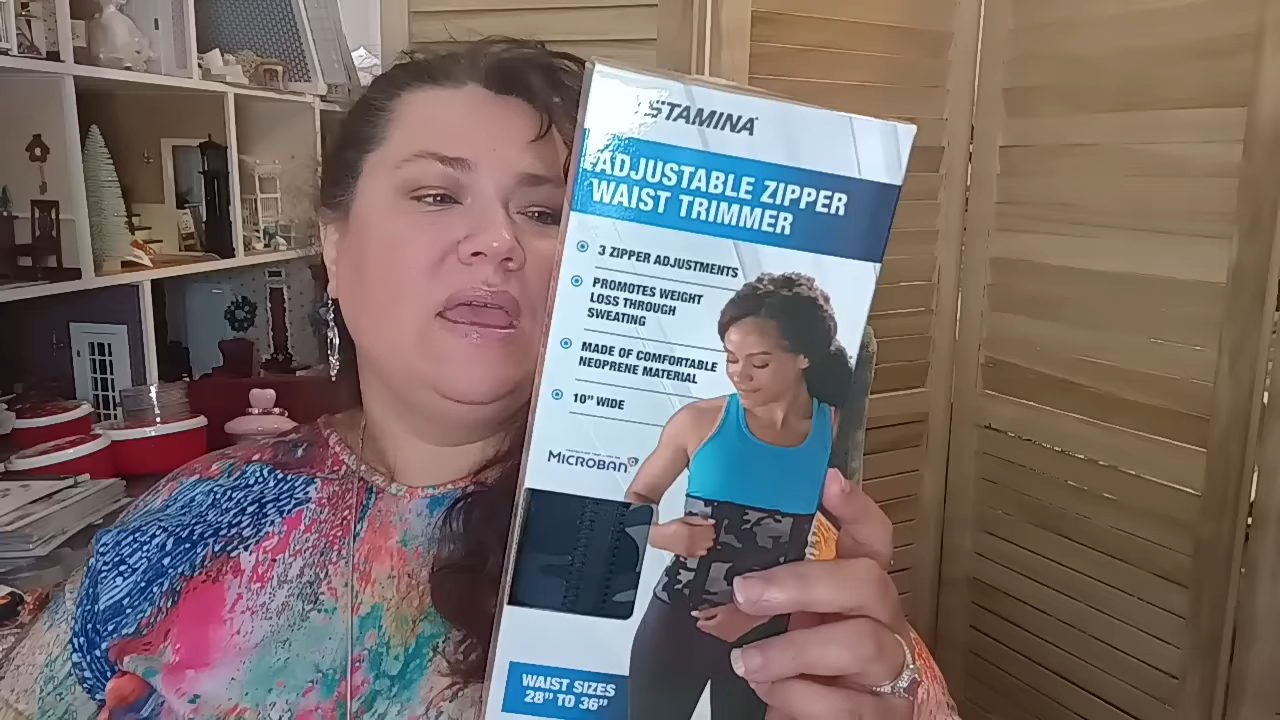 STAMINA
ADJUSTABLE ZIPPER
WAIST TRIMMER
3 ZIPPER ADJUSTMENTS
PROMOTES WEIGHT
LOSS THROUGH
SWEATING
MADE OF COMFORTABLE
NEOPRENE MATERIAL
10" WIDE
MICROBAN
WAIST SIZES
28" TO 36"